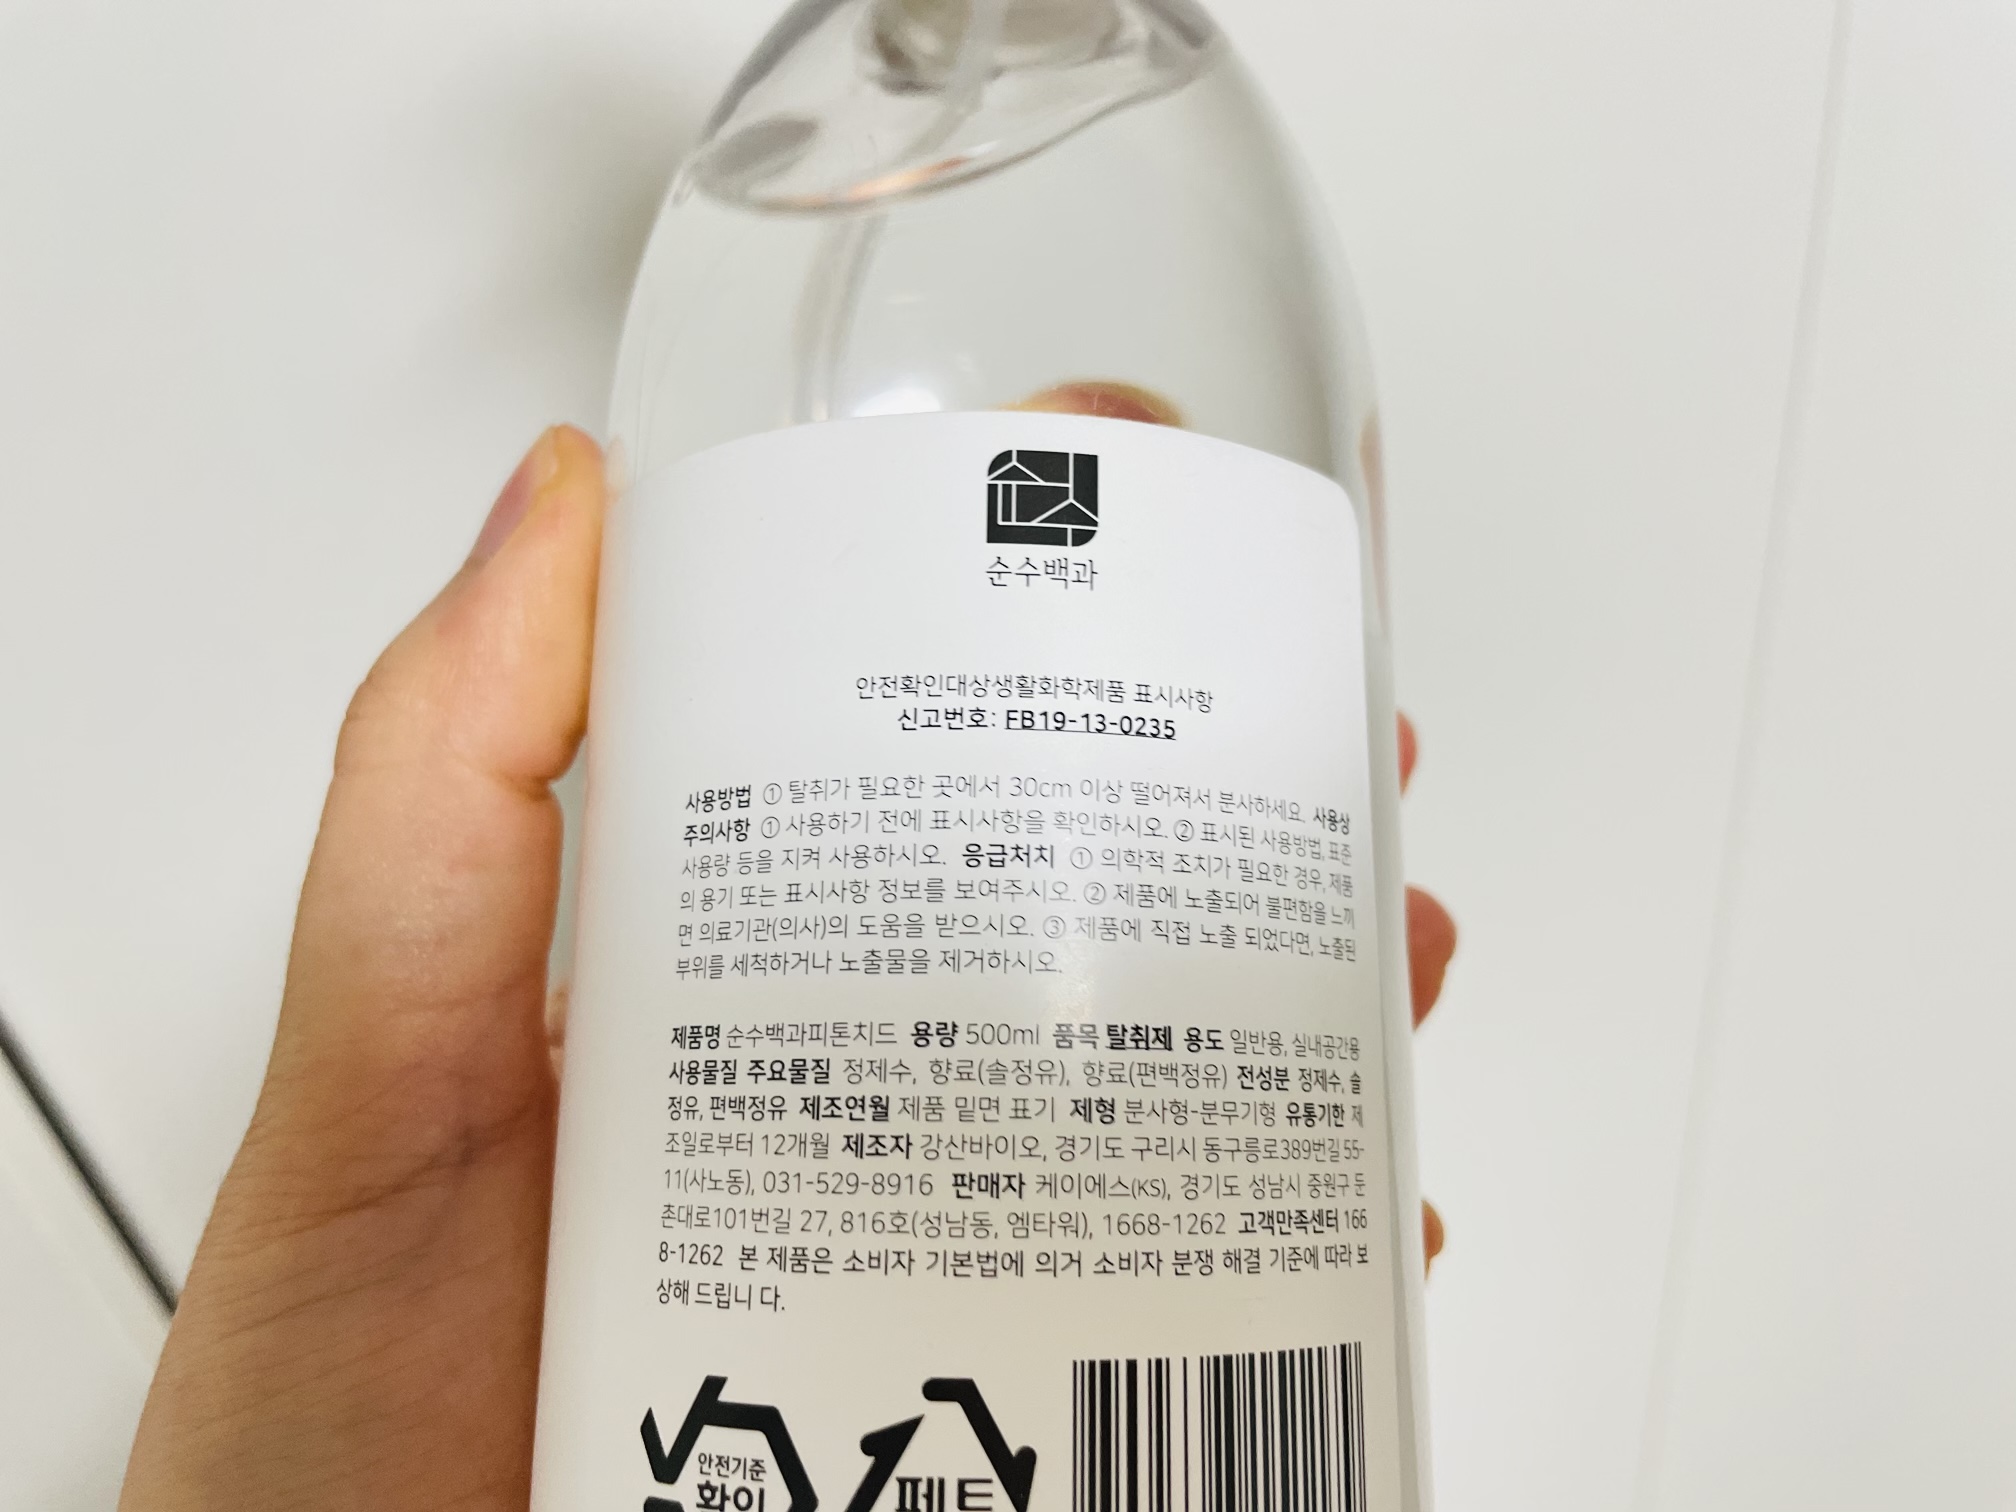 순수백과
안전확인대상생활화학제품 표시사항
신고번호: FB19-13-0235
사용방법 ① 탈취가 필요한 곳에서 30cm 이상 떨어져서 분사하세요. 사용상
주의사항 ① 사용하기 전에 표시사항을 확인하시오. ② 표시된 사용방법, 표준
사용량 등을 지켜 사용하시오. 응급처치 ① 의학적 조치가 필요한 경우, 제품
의 용기 또는 표시사항 정보를 보여주시오. ② 제품에 노출되어 불편함을 느끼
면 의료기관(의사)의 도움을 받으시오. ③ 제품에 직접 노출 되었다면, 노출된
부위를 세척하거나 노출물을 제거하시오.
제품명 순수백과피톤치드 용량 500ml 품목 탈취제 용도 일반용, 실내공간용
사용물질 주요물질 정제수, 향료(솔정유), 향료(편백정유) 전성분 정제수, 솔
정유, 편백정유 제조연월 제품 밑면 표기 제형 분사형-분무기형 유통기한 제
조일로부터 12개월 제조자 강산바이오, 경기도 구리시 동구릉로389번길 55-
11(사노동), 031-529-8916 판매자 케이에스(KS), 경기도 성남시 중원구 둔
촌대로101번길 27, 816호(성남동, 엠타워), 1668-1262 고객만족센터 166
8-1262 본 제품은 소비자 기본법에 의거 소비자 분쟁 해결 기준에 따라 보
상해 드립니 다.
안전기준
확인
페트